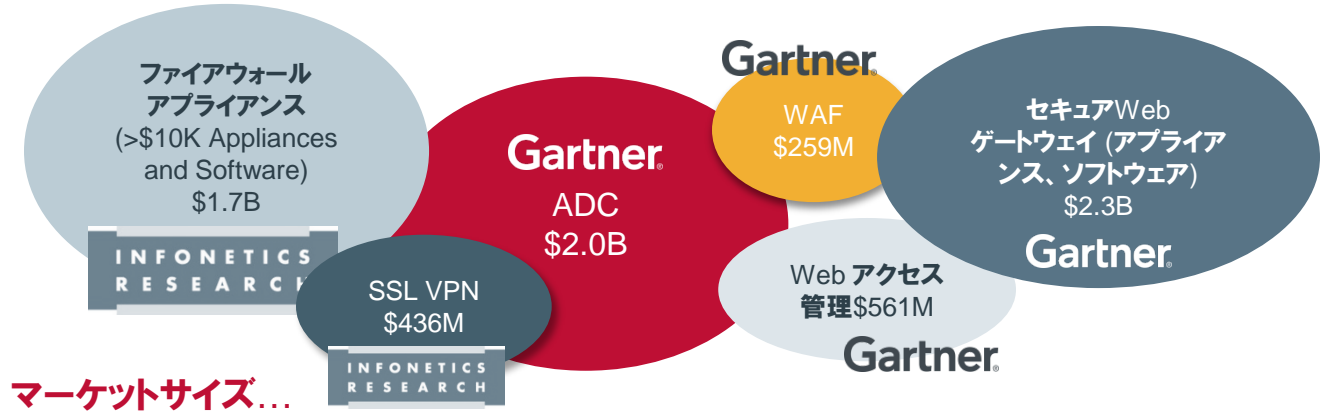 ファイアウォール
アプライアンス
(>$10K Appliances
and Software)
$1.7B
INFONETICS
RESEARCH
SSL VPN
$436M
INFONETICS
RESEARCH
Gartner®
ADC
$2.0B
Gartner®
WAF
$259M
Web アクセス
管理$561M
Gartner®
セキュアWeb
ゲートウェイ (アプライア
ンス、ソフトウェア)
$2.3B
Gartner®
マーケットサイズ…